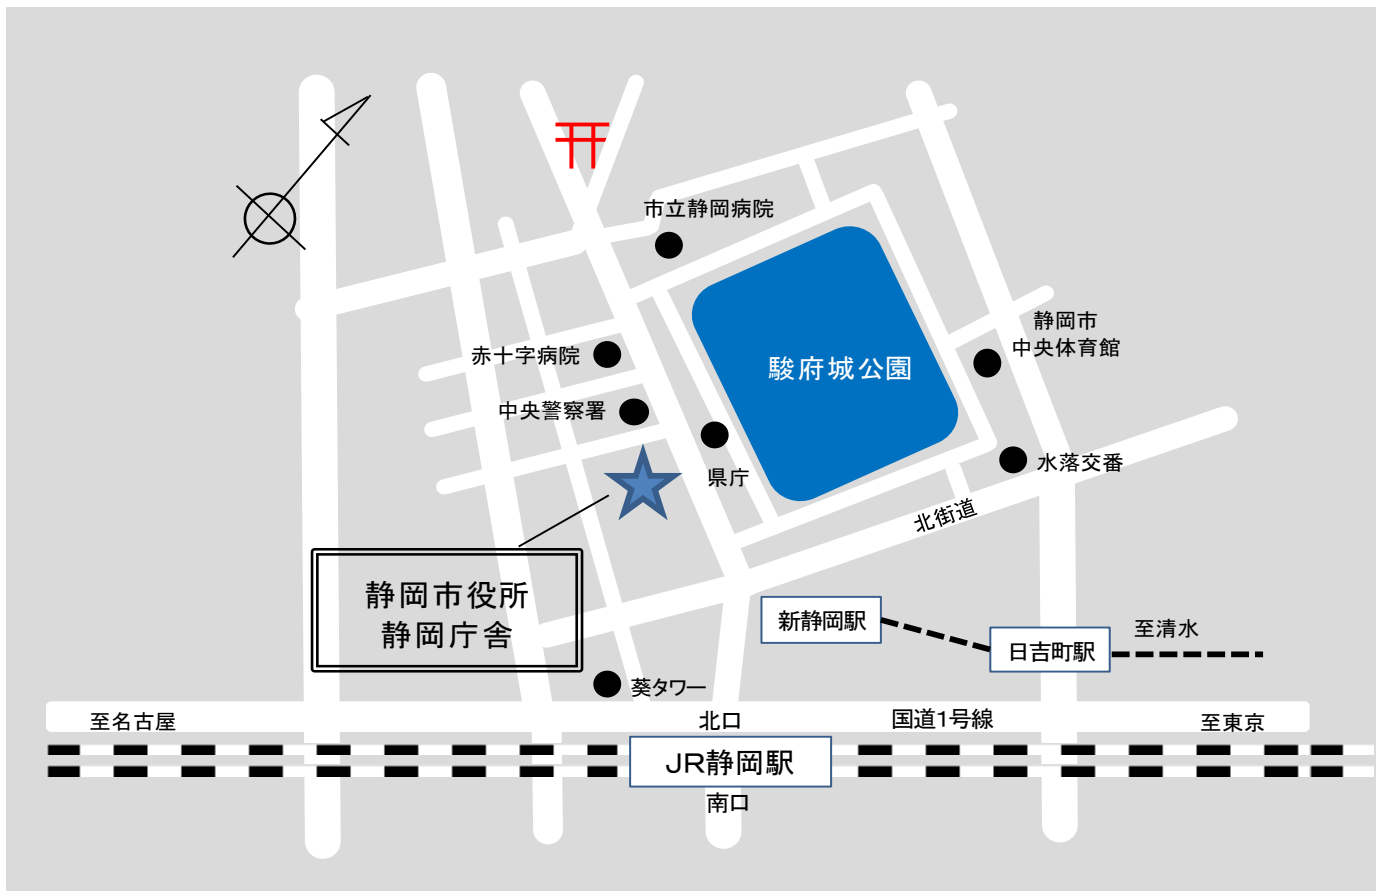 市立静岡病院
静岡市
中央体育館
赤十字病院
駿府城公園
中央警察署
県庁
水落交番
北街道
静岡市役所
静岡庁舎
新静岡駅
日吉町駅
至清水
葵タワー
至名古屋
北口
国道1号線
至東京
JR静岡駅
南口